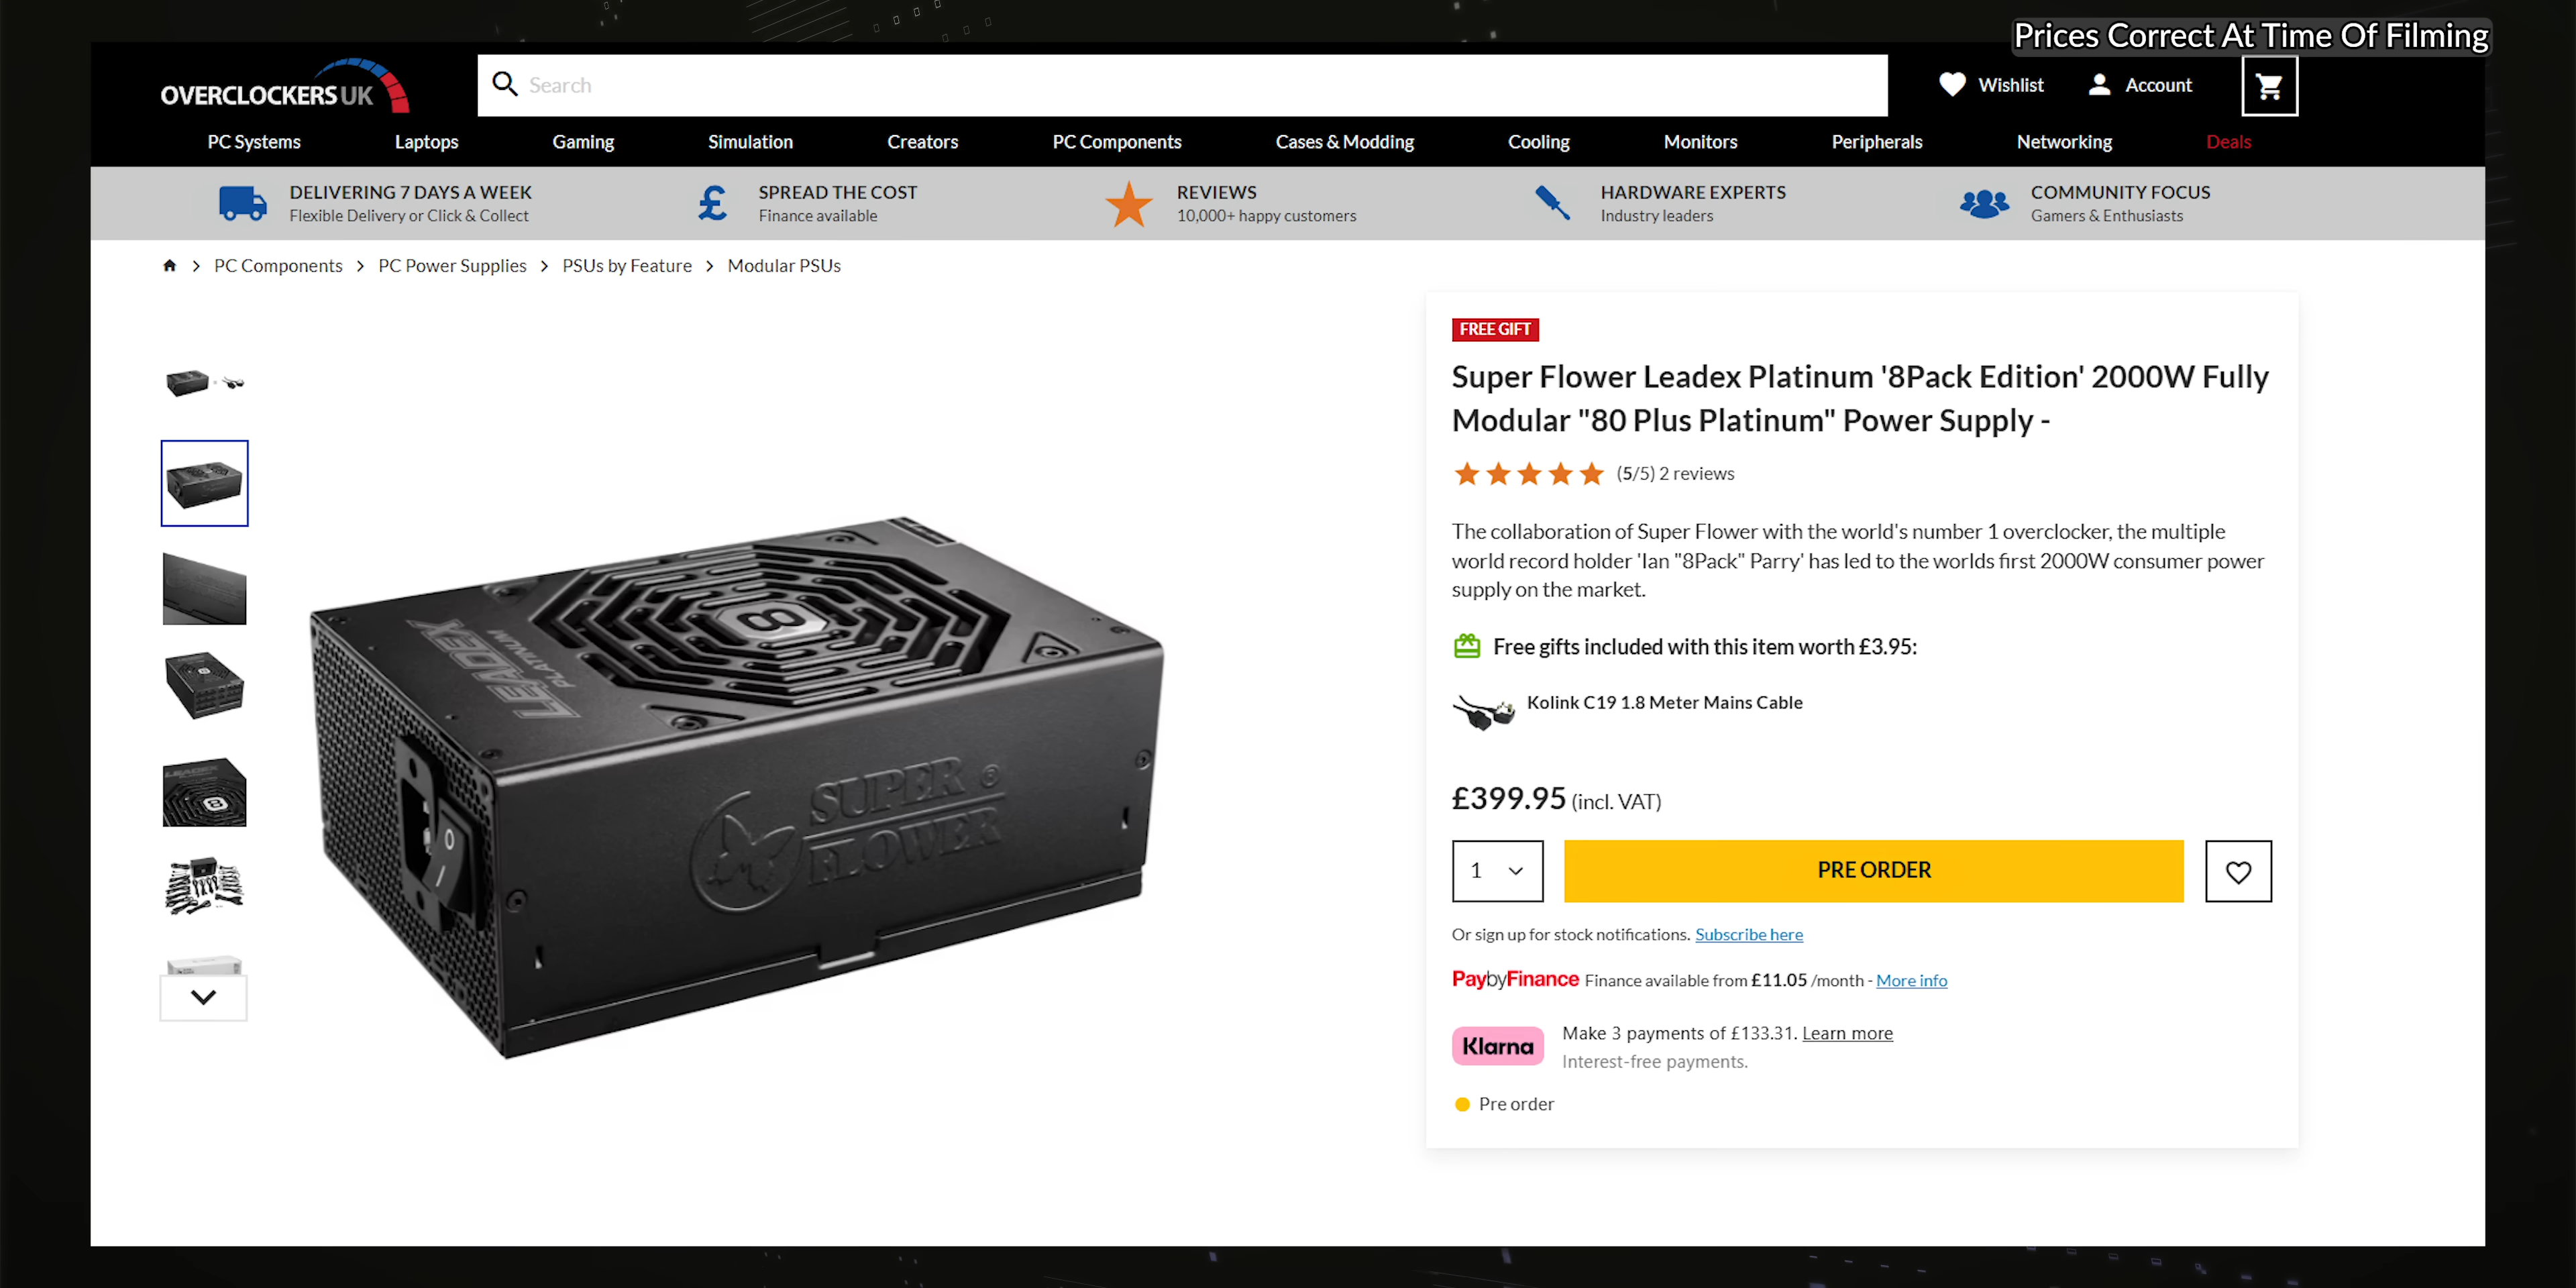 Prices Correct At Time Of Filming
OVERCLOCKERS UK
Search
Wishlist
Account
PC Systems
Laptops
Gaming
Simulation
Creators
PC Components
Cases & Modding
Cooling
Monitors
Peripherals
Networking
Deals
DELIVERING 7 DAYS A WEEK
Flexible Delivery or Click & Collect
SPREAD THE COST
Finance available
REVIEWS
10,000+ happy customers
HARDWARE EXPERTS
Industry leaders
COMMUNITY FOCUS
Gamers & Enthusiasts
PC Components > PC Power Supplies > PSUs by Feature > Modular PSUs
LEADEX
PLATINUM
8
SUPER ®
FLOWER
FREE GIFT
Super Flower Leadex Platinum '8Pack Edition' 2000W Fully
Modular "80 Plus Platinum" Power Supply -
(5/5) 2 reviews
The collaboration of Super Flower with the world's number 1 overclocker, the multiple
world record holder 'Ian "8Pack" Parry' has led to the worlds first 2000W consumer power
supply on the market.
Free gifts included with this item worth £3.95:
Kolink C19 1.8 Meter Mains Cable
£399.95 (incl. VAT)
1
PRE ORDER
Or sign up for stock notifications. Subscribe here
PaybyFinance Finance available from £11.05 /month - More info
Klarna
Make 3 payments of £133.31. Learn more
Interest-free payments.
Pre order